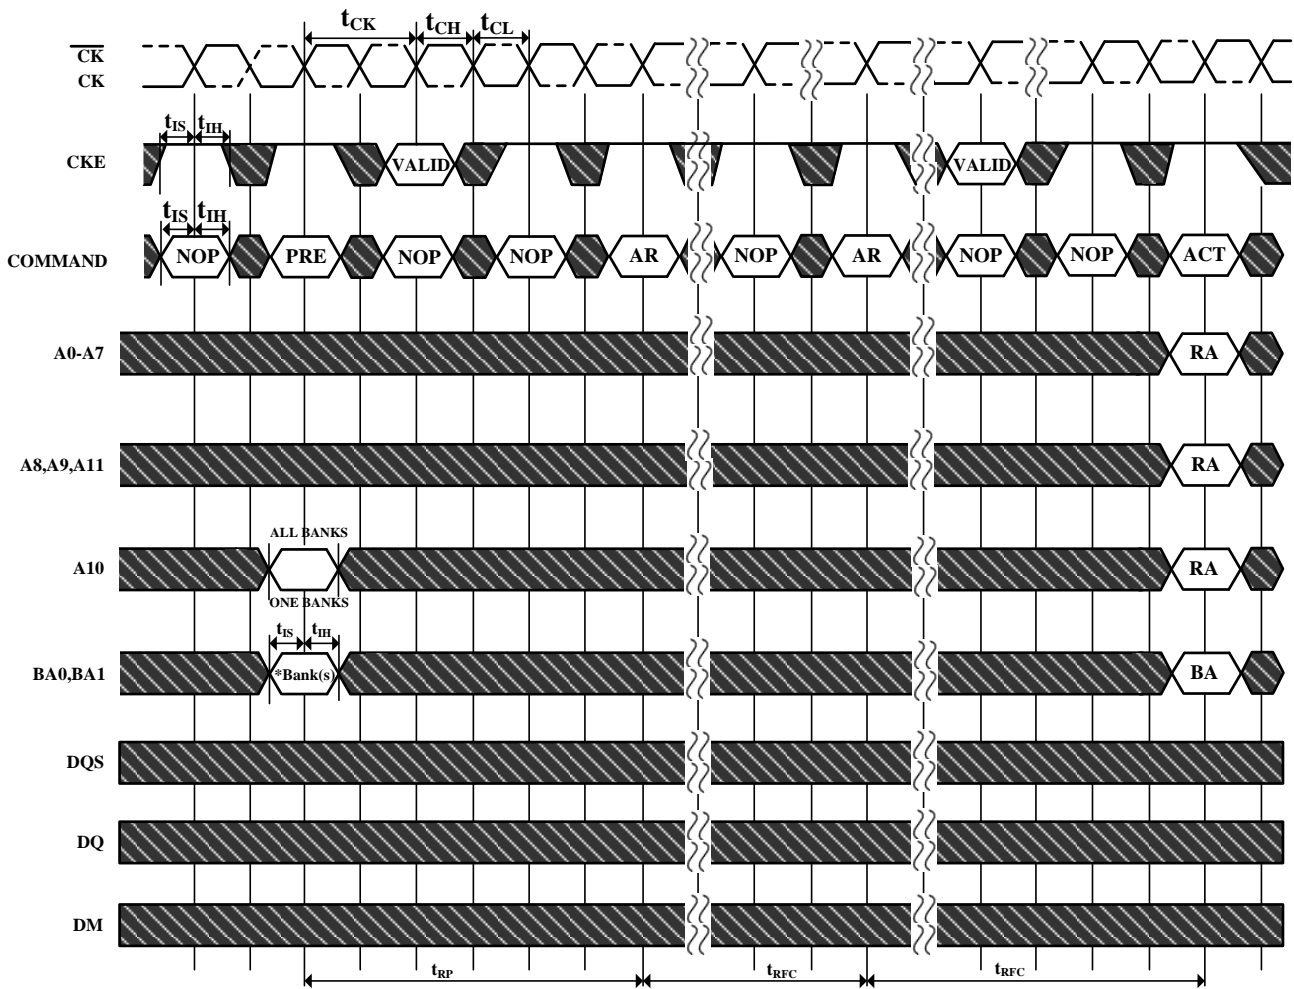 tCK tCH tCL
CK
CK
tIS tIH
CKE VALID VALID
tIS tIH
COMMAND NOP PRE NOP NOP AR NOP AR NOP NOP ACT
A0-A7 RA
A8,A9,A11 RA
ALL BANKS
A10 RA
ONE BANKS
tIS tIH
BA0,BA1 *Bank(s) BA
DQS
DQ
DM
tRP tRFC tRFC